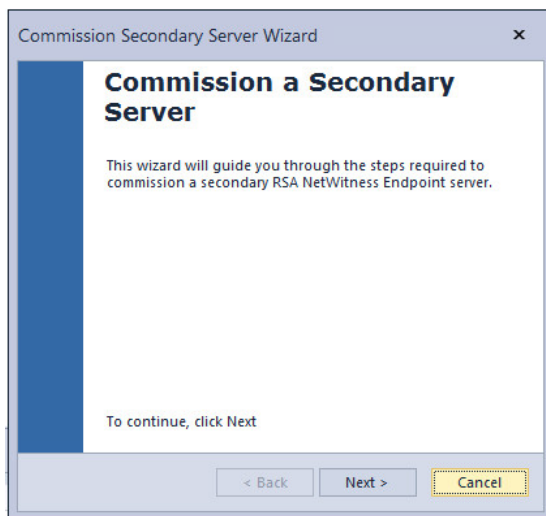 Commission Secondary Server Wizard
Commission a Secondary
Server
This wizard will guide you through the steps required to
commission a secondary RSA NetWitness Endpoint server.
To continue, click Next
< Back Next > Cancel